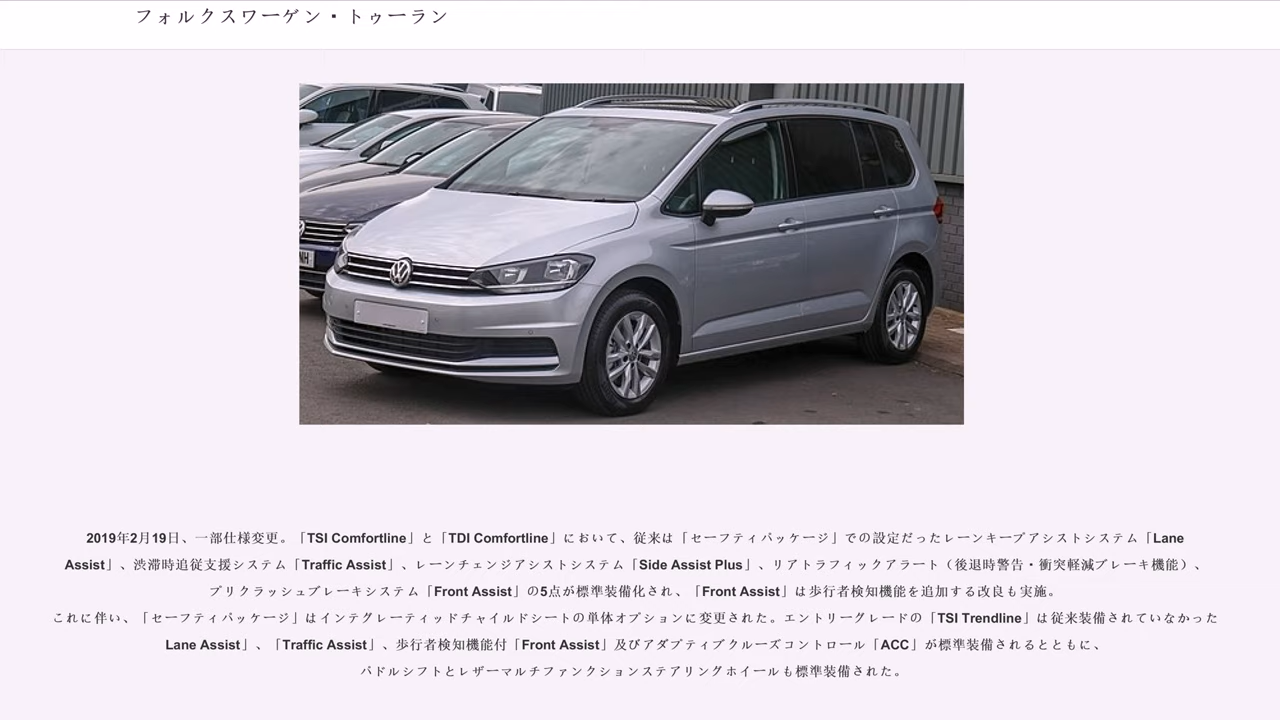 フォルクスワーゲン・トゥーラン
NH
2019年2月19日、一部仕様変更。「TSI Comfortline」と「TDI Comfortline」において、従来は「セーフティパッケージ」での設定だったレーンキープアシストシステム「Lane
Assist」、渋滞時追従支援システム「Traffic Assist」、レーンチェンジアシストシステム「Side Assist Plus」、リアトラフィックアラート（後退時警告・衝突軽減ブレーキ機能）、
プリクラッシュブレーキシステム「Front Assist」の5点が標準装備化され、「Front Assist」は歩行者検知機能を追加する改良も実施。
これに伴い、「セーフティパッケージ」はインテグレーティッドチャイルドシートの単体オプションに変更された。エントリーグレードの「TSI Trendline」は従来装備されていなかった
Lane Assist」、「Traffic Assist」、歩行者検知機能付「Front Assist」及びアダプティブクルーズコントロール「ACC」が標準装備されるとともに、
パドルシフトとレザーマルチファンクションステアリングホイールも標準装備された。